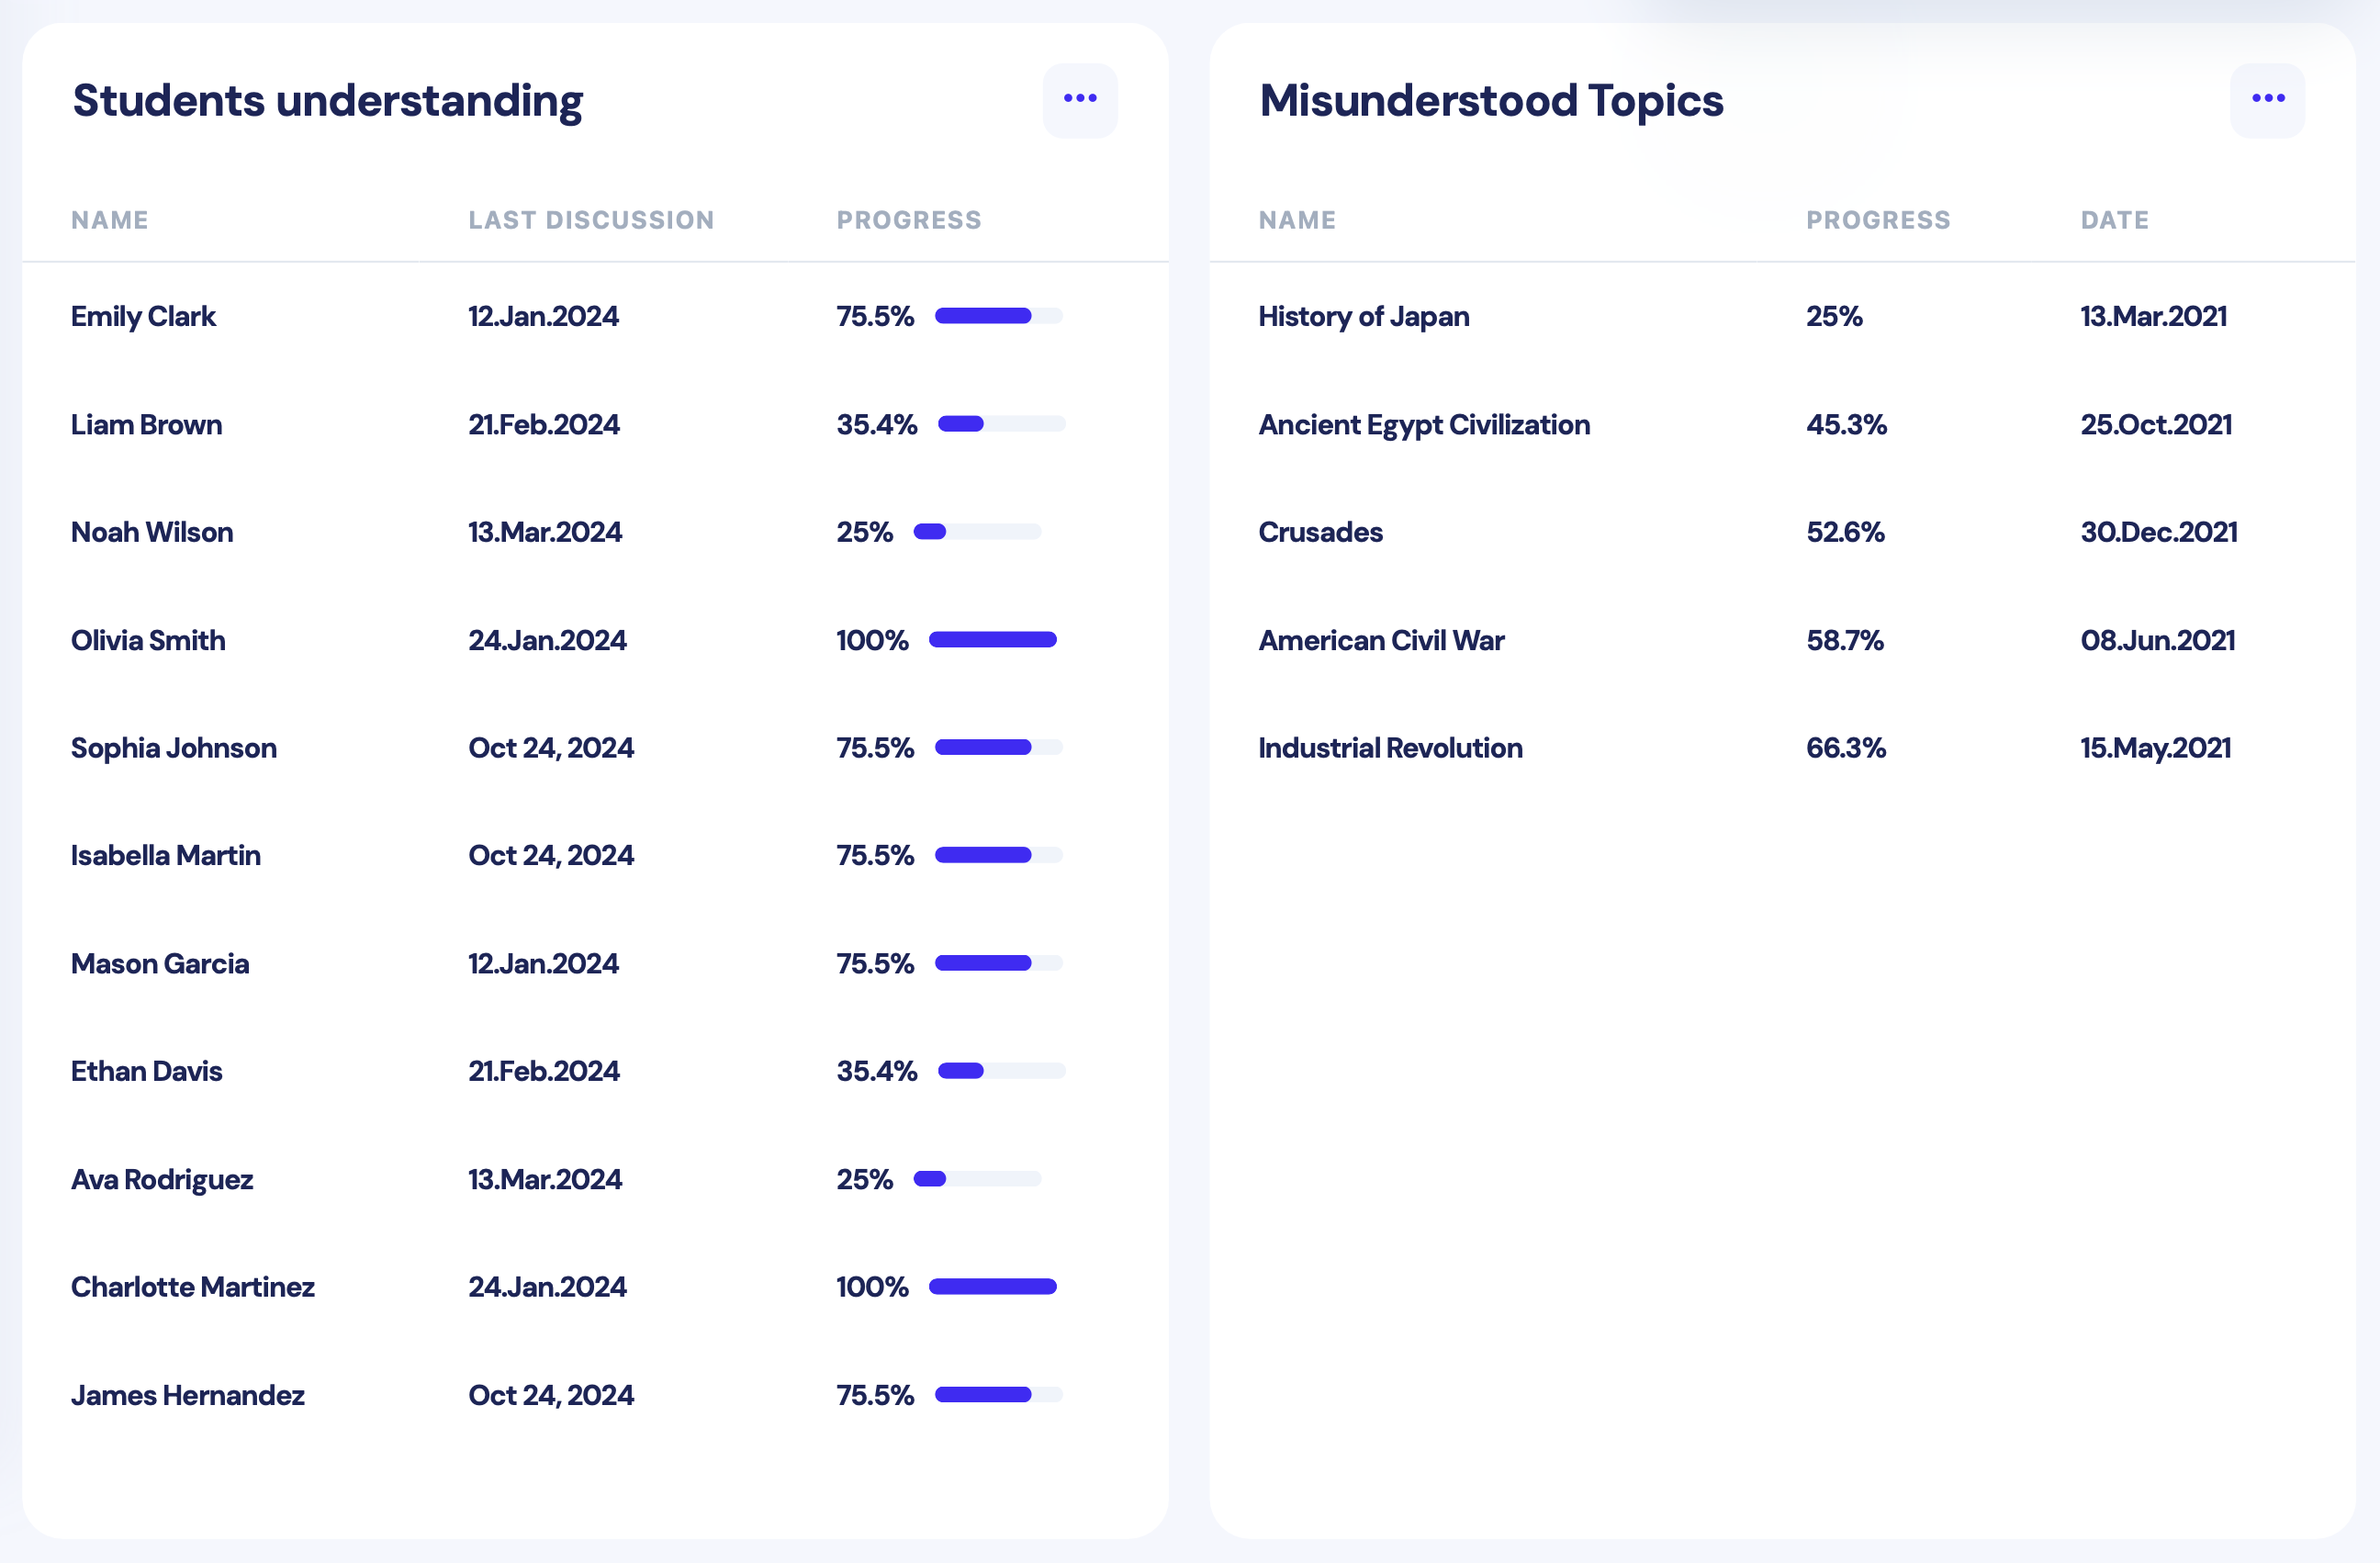 Students understanding
NAME LAST DISCUSSION PROGRESS
Emily Clark 12.Jan.2024 75.5%
Liam Brown 21.Feb.2024 35.4%
Noah Wilson 13.Mar.2024 25%
Olivia Smith 24.Jan.2024 100%
Sophia Johnson Oct 24, 2024 75.5%
Isabella Martin Oct 24, 2024 75.5%
Mason Garcia 12.Jan.2024 75.5%
Ethan Davis 21.Feb.2024 35.4%
Ava Rodriguez 13.Mar.2024 25%
Charlotte Martinez 24.Jan.2024 100%
James Hernandez Oct 24, 2024 75.5%
Misunderstood Topics
NAME PROGRESS DATE
History of Japan 25% 13.Mar.2021
Ancient Egypt Civilization 45.3% 25.Oct.2021
Crusades 52.6% 30.Dec.2021
American Civil War 58.7% 08.Jun.2021
Industrial Revolution 66.3% 15.May.2021